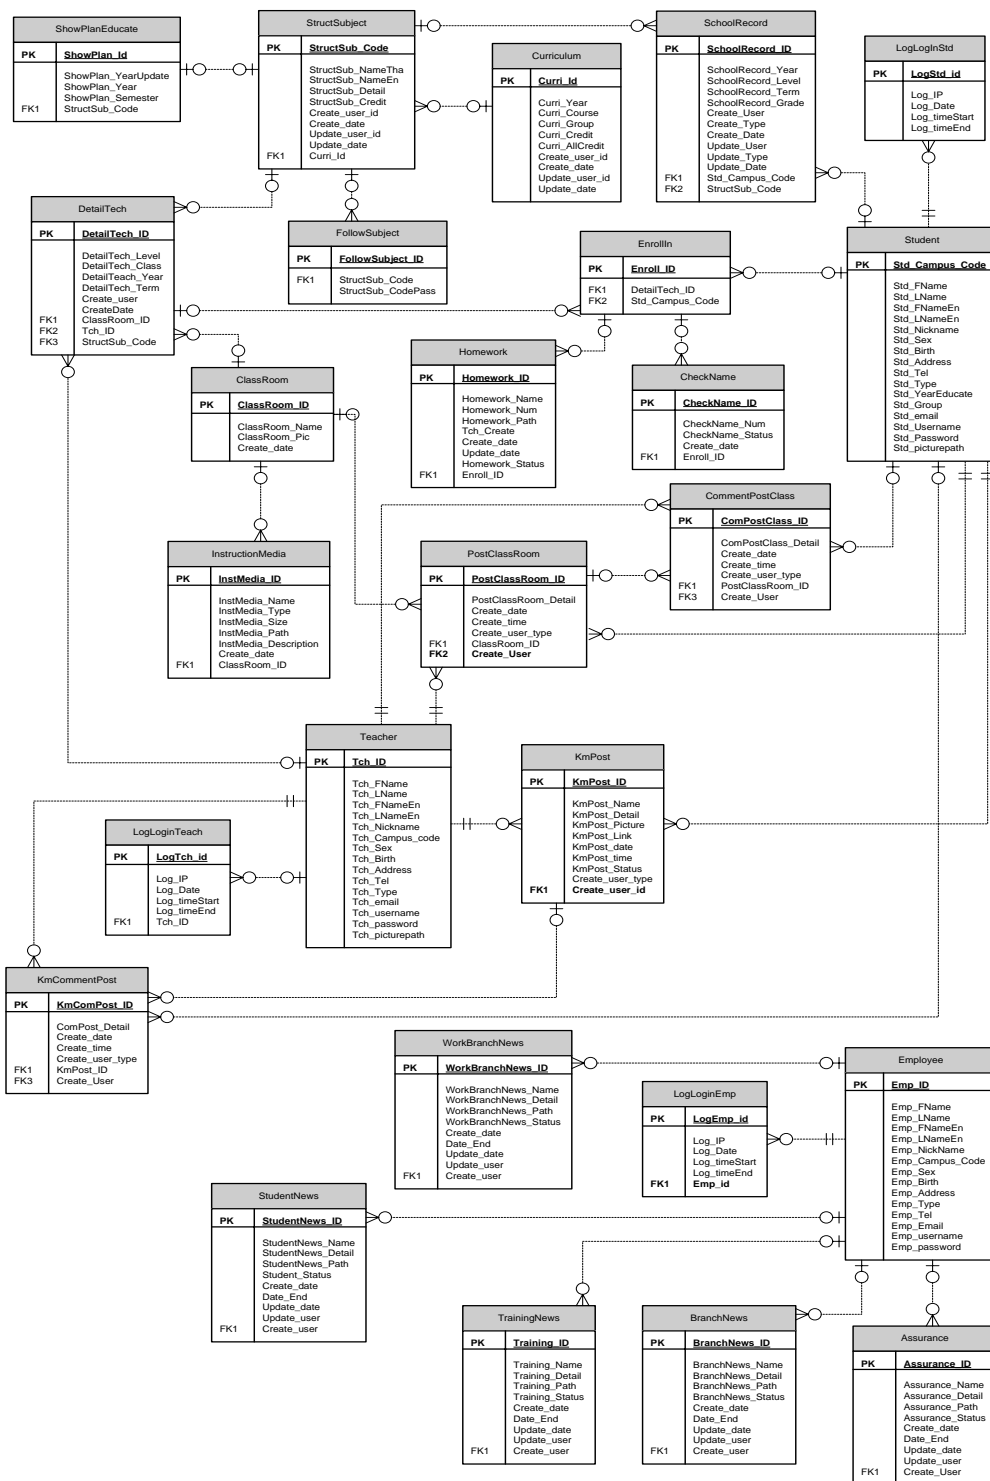 ShowPlanEducate
PK ShowPlan_Id
ShowPlan_YearUpdate
ShowPlan_Year
ShowPlan_Semester
FK1 StructSub_Code
StructSubject
PK StructSub_Code
StructSub_NameTha
StructSub_NameEn
StructSub_Detail
StructSub_Credit
Create_user_id
Create_date
Update_user_id
Update_date
FK1 Curri_Id
Curriculum
PK Curri_Id
Curri_Year
Curri_Course
Curri_Group
Curri_Credit
Curri_AllCredit
Create_user_id
Create_date
Update_user_id
Update_date
SchoolRecord
PK SchoolRecord_ID
SchoolRecord_Year
SchoolRecord_Level
SchoolRecord_Term
SchoolRecord_Grade
Create_User
Create_Type
Create_Date
Update_User
Update_Type
Update_Date
FK1 Std_Campus_Code
FK2 StructSub_Code
LogLogInStd
PK LogStd_id
Log_IP
Log_Date
Log_timeStart
Log_timeEnd
DetailTech
PK DetailTech_ID
DetailTech_Level
DetailTech_Class
DetailTeach_Year
DetailTech_Term
Create_user
CreateDate
FK1 ClassRoom_ID
FK2 Tch_ID
FK3 StructSub_Code
FollowSubject
PK FollowSubject_ID
FK1 StructSub_Code
StructSub_CodePass
EnrollIn
PK Enroll_ID
FK1 DetailTech_ID
FK2 Std_Campus_Code
Student
PK Std_Campus_Code
Std_FName
Std_LName
Std_FNameEn
Std_LNameEn
Std_Nickname
Std_Sex
Std_Birth
Std_Address
Std_Tel
Std_Type
Std_YearEducate
Std_Group
Std_email
Std_Username
Std_Password
Std_picturepath
ClassRoom
PK ClassRoom_ID
ClassRoom_Name
ClassRoom_Pic
Create_date
Homework
PK Homework_ID
Homework_Name
Homework_Num
Homework_Path
Tch_Create
Create_date
Update_date
Homework_Status
FK1 Enroll_ID
CheckName
PK CheckName_ID
CheckName_Num
CheckName_Status
Create_date
FK1 Enroll_ID
CommentPostClass
PK ComPostClass_ID
ComPostClass_Detail
Create_date
Create_time
Create_user_type
FK1 PostClassRoom_ID
FK3 Create_User
InstructionMedia
PK InstMedia_ID
InstMedia_Name
InstMedia_Type
InstMedia_Size
InstMedia_Path
InstMedia_Description
Create_date
FK1 ClassRoom_ID
PostClassRoom
PK PostClassRoom_ID
PostClassRoom_Detail
Create_date
Create_time
Create_user_type
FK1 ClassRoom_ID
FK2 Create_User
Teacher
PK Tch_ID
Tch_FName
Tch_LName
Tch_FNameEn
Tch_LNameEn
Tch_Nickname
Tch_Campus_code
Tch_Sex
Tch_Birth
Tch_Address
Tch_Tel
Tch_Type
Tch_email
Tch_username
Tch_password
Tch_picturepath
KmPost
PK KmPost_ID
KmPost_Name
KmPost_Detail
KmPost_Picture
KmPost_Link
KmPost_date
KmPost_time
KmPost_Status
Create_user_type
FK1 Create_user_id
LogLoginTeach
PK LogTch_id
Log_IP
Log_Date
Log_timeStart
Log_timeEnd
FK1 Tch_ID
KmCommentPost
PK KmComPost_ID
ComPost_Detail
Create_date
Create_time
Create_user_type
FK1 KmPost_ID
FK3 Create_User
WorkBranchNews
PK WorkBranchNews_ID
WorkBranchNews_Name
WorkBranchNews_Detail
WorkBranchNews_Path
WorkBranchNews_Status
Create_date
Date_End
Update_date
Update_user
FK1 Create_user
LogLoginEmp
PK LogEmp_id
Log_IP
Log_Date
Log_timeStart
Log_timeEnd
FK1 Emp_id
Employee
PK Emp_ID
Emp_FName
Emp_LName
Emp_FNameEn
Emp_LNameEn
Emp_NickName
Emp_Campus_Code
Emp_Sex
Emp_Birth
Emp_Address
Emp_Type
Emp_Tel
Emp_Email
Emp_username
Emp_password
StudentNews
PK StudentNews_ID
StudentNews_Name
StudentNews_Detail
StudentNews_Path
Student_Status
Create_date
Date_End
Update_date
Update_user
FK1 Create_user
TrainingNews
PK Training_ID
Training_Name
Training_Detail
Training_Path
Training_Status
Create_date
Date_End
Update_date
Update_user
FK1 Create_user
BranchNews
PK BranchNews_ID
BranchNews_Name
BranchNews_Detail
BranchNews_Path
BranchNews_Status
Create_date
Date_End
Update_date
Update_user
FK1 Create_user
Assurance
PK Assurance_ID
Assurance_Name
Assurance_Detail
Assurance_Path
Assurance_Status
Create_date
Date_End
Update_date
Update_user
FK1 Create_User